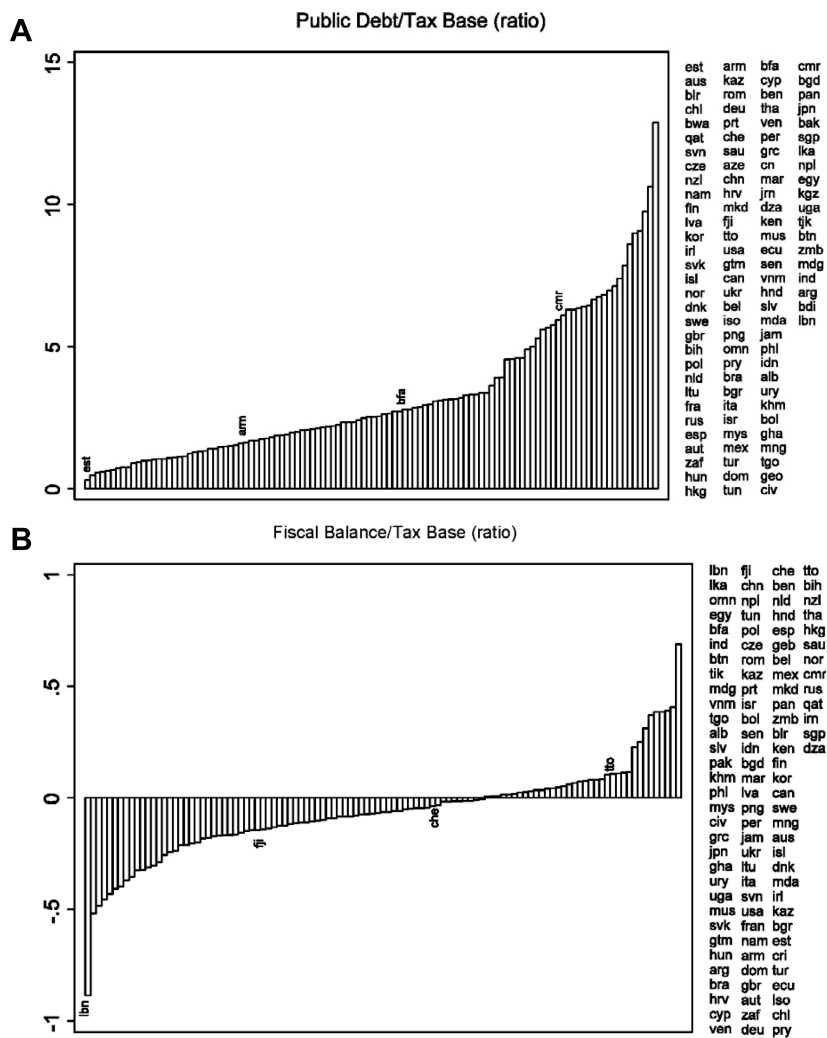 A
Public Debt/Tax Base (ratio)
15
10
5
0
est
arm
bfa
cmr
est arm bfa cmr
aus kaz cyp bgd
blr rom ben pan
chl deu tha jpn
bwa prt ven bak
qat che per sgp
svn sau grc lka
cze aze cn npl
nzl chn mar egy
nam hrv jrn kgz
fin mkd dza uga
lva fji ken tjk
kor tto mus btn
irl usa ecu zmb
svk gtm sen mdg
isl can vnm ind
nor ukr hnd arg
dnk bel slv bdi
swe iso mda lbn
gbr png jam
bih omn phl
pol pry idn
nld bra alb
ltu bgr ury
fra ita khm
rus isr bol
esp mys gha
aut mex mng
zaf tur tgo
hun dom geo
hkg tun civ
B
Fiscal Balance/Tax Base (ratio)
1
.5
0
-.5
-1
lbn
fji
che
tto
lbn fji che tto
lka chn ben bih
omn npl nld nzl
egy tun hnd tha
bfa pol esp hkg
ind cze geb sau
btn rom bel nor
tik kaz mex cmr
mdg prt mkd rus
vnm isr pan qat
tgo bol zmb irn
alb sen blr sgp
slv idn ken dza
pak bgd fin
khm mar kor
phl lva can
mys png swe
civ per mng
grc jam aus
jpn ukr isl
gha ltu dnk
ury ita mda
uga svn irl
mus usa kaz
svk fran bgr
gtm nam est
hun arm cri
arg dom tur
bra gbr ecu
hrv aut lso
cyp zaf chl
ven deu pry